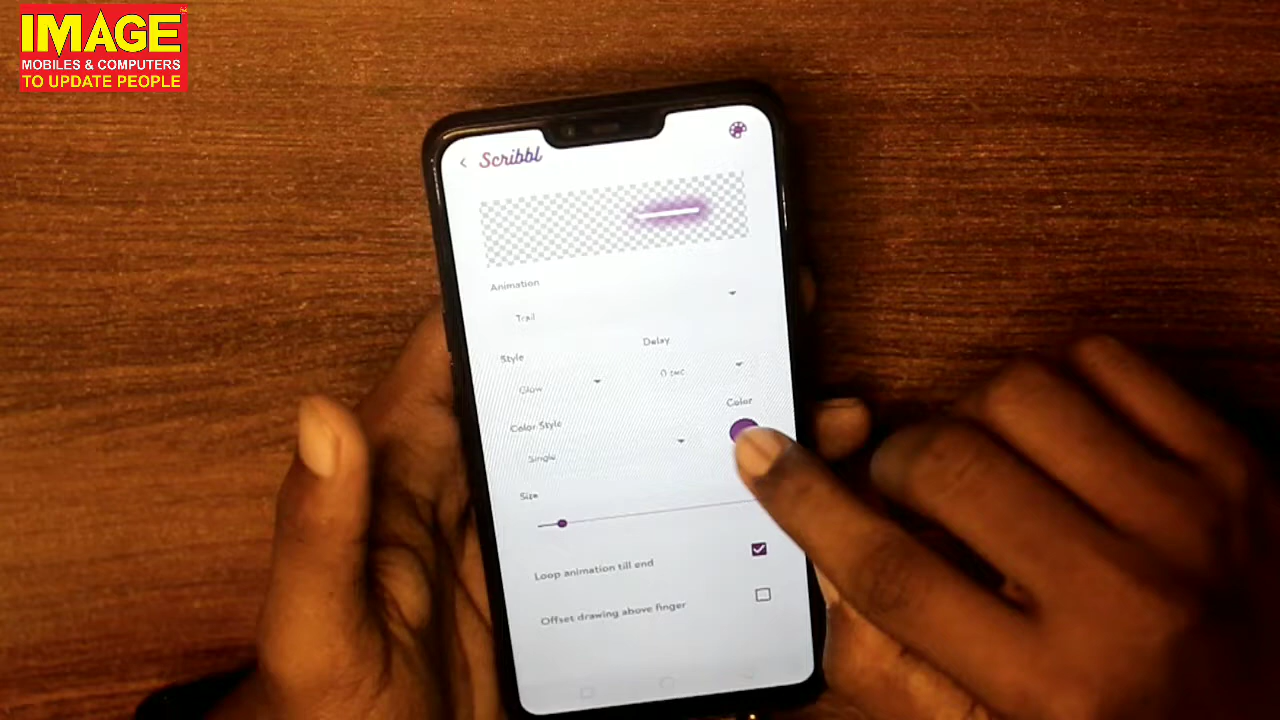 IMAGE
MOBILES & COMPUTERS
TO UPDATE PEOPLE
Scribbl
Animation
Trail
Style
Delay
Glow
0 sec
Color Style
Color
Single
Size
Loop animation till end
Offset drawing above finger